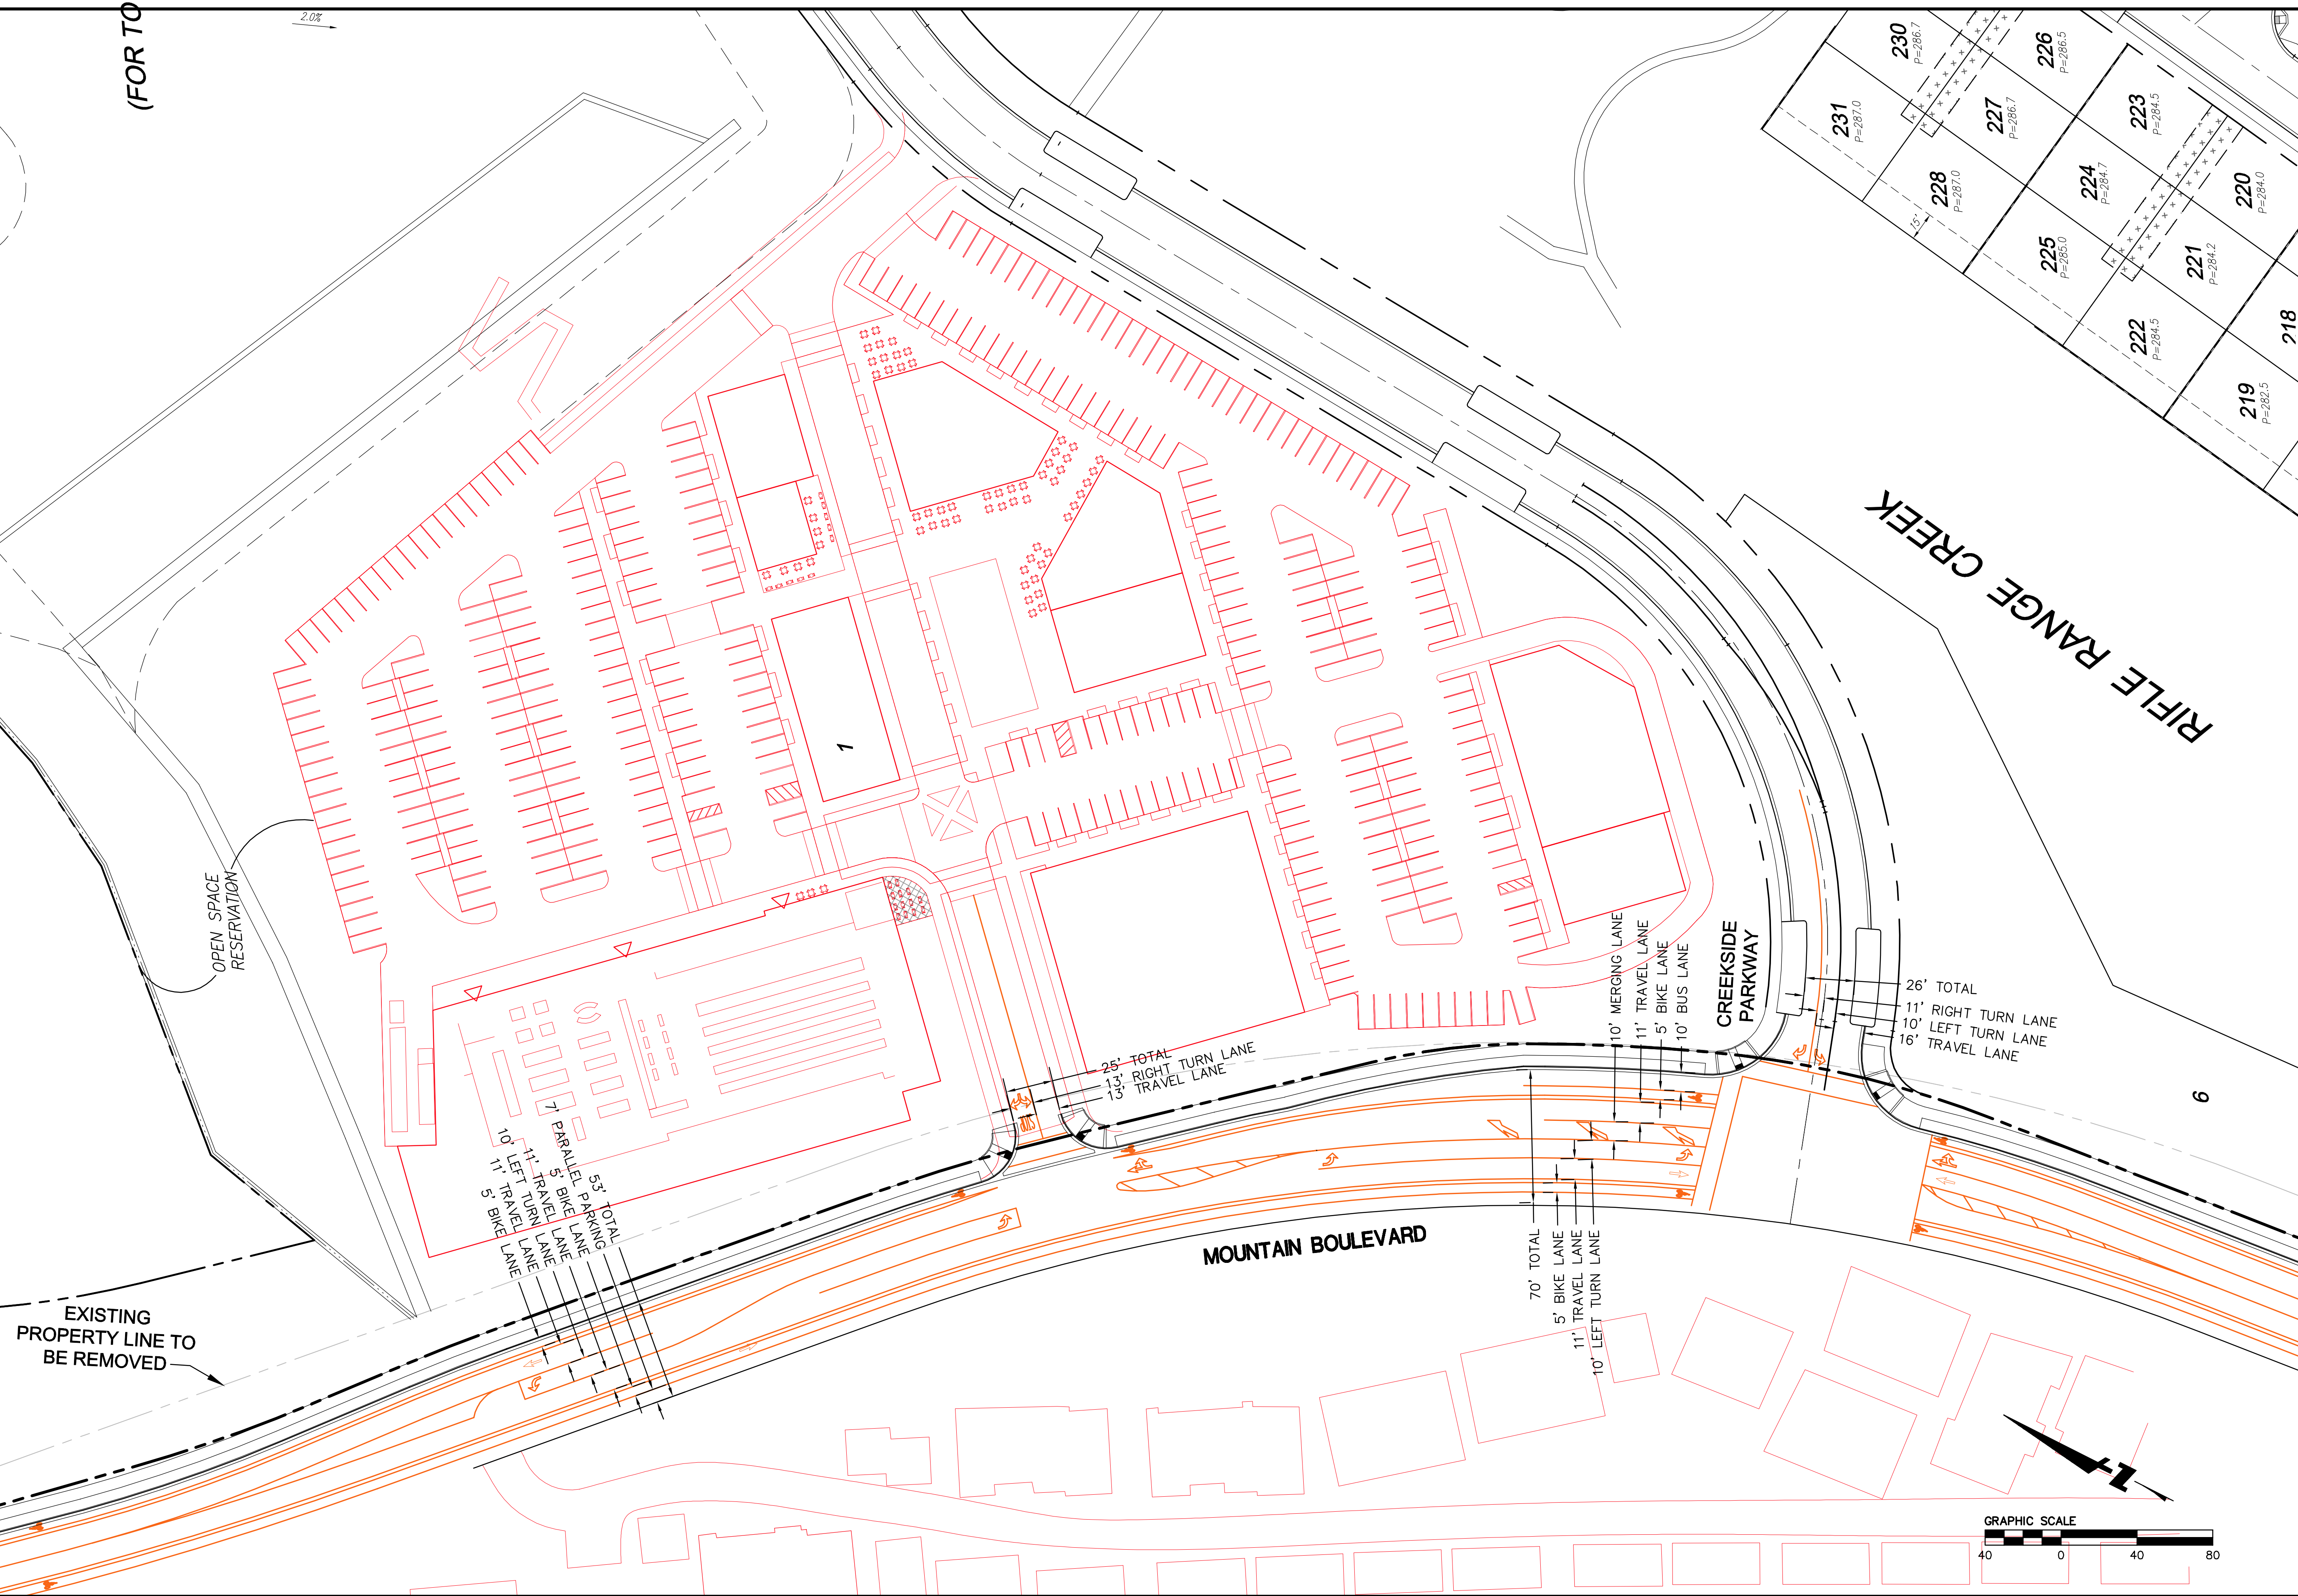 (FOR TO
2.0%
230
P=286.7
226
P=286.5
231
P=287.0
227
P=286.7
223
P=284.5
228
P=287.0
224
P=284.7
220
P=284.0
15'
225
P=285.0
221
P=284.2
222
P=284.5
218
219
P=282.5
RIFLE RANGE CREEK
1
OPEN SPACE
RESERVATION
10' MERGING LANE
11' TRAVEL LANE
5' BIKE LANE
10' BUS LANE
CREEKSIDE
PARKWAY
26' TOTAL
11' RIGHT TURN LANE
10' LEFT TURN LANE
16' TRAVEL LANE
25' TOTAL
13' RIGHT TURN LANE
13' TRAVEL LANE
6
53' TOTAL
7' PARALLEL PARKING
5' BIKE LANE
11' TRAVEL LANE
10' LEFT TURN LANE
11' TRAVEL LANE
5' BIKE LANE
MOUNTAIN BOULEVARD
70' TOTAL
5' BIKE LANE
11' TRAVEL LANE
10' LEFT TURN LANE
EXISTING
PROPERTY LINE TO
BE REMOVED
GRAPHIC SCALE
40 0 40 80